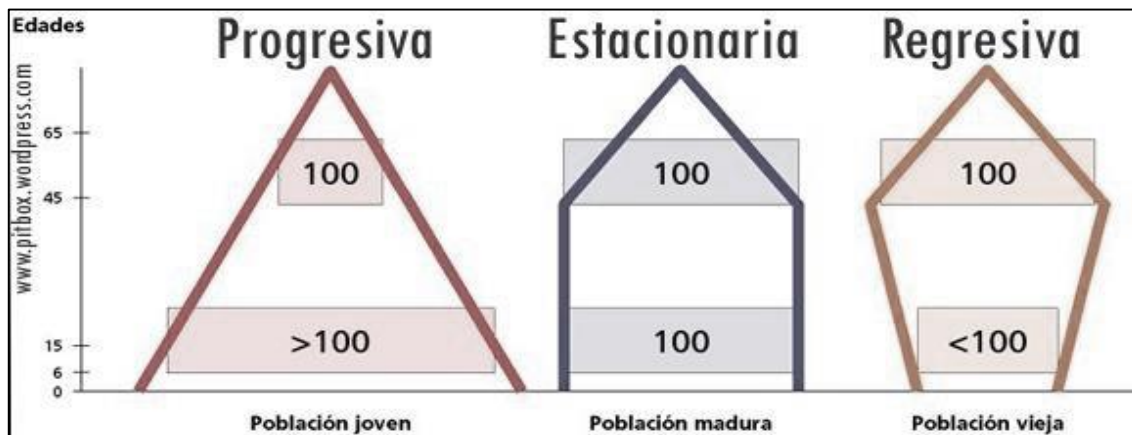 Edades
Progresiva
Estacionaria
Regresiva
www.pitbox.wordpress.com
65
45
15
6
0
100
100
100
>100
100
<100
Población joven
Población madura
Población vieja